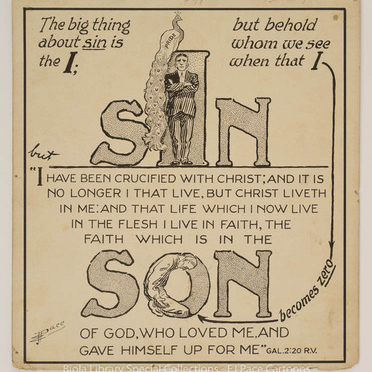 The big thing
about sin is
the I;
but behold
whom we see
when that I
PRIDE
SIN
but
"I HAVE BEEN CRUCIFIED WITH CHRIST; AND IT IS
NO LONGER I THAT LIVE, BUT CHRIST LIVETH
IN ME: AND THAT LIFE WHICH I NOW LIVE
IN THE FLESH I LIVE IN FAITH, THE
FAITH WHICH IS IN THE
SON
becomes zero
OF GOD, WHO LOVED ME, AND
GAVE HIMSELF UP FOR ME" GAL. 2:20 R.V.
EJ Pace
Biola Library Special Collections - EJ Pace Cartoons